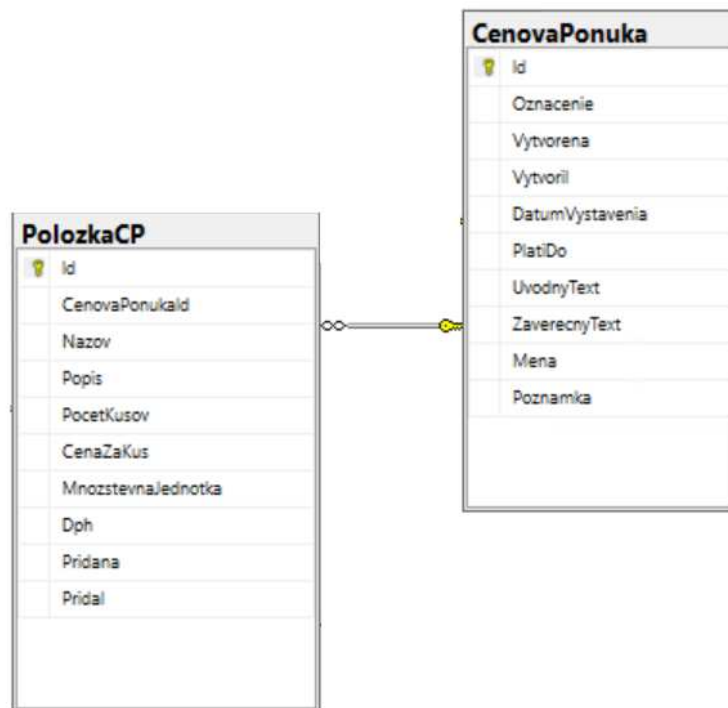 CenovaPonuka
Id
Oznacenie
Vytvorena
Vytvoril
DatumVystavenia
PlatiDo
UvodnyText
ZaverecnyText
Mena
Poznamka
PolozkaCP
Id
CenovaPonukaId
Nazov
Popis
PocetKusov
CenaZaKus
MnozstevnaJednotka
Dph
Pridana
Pridal